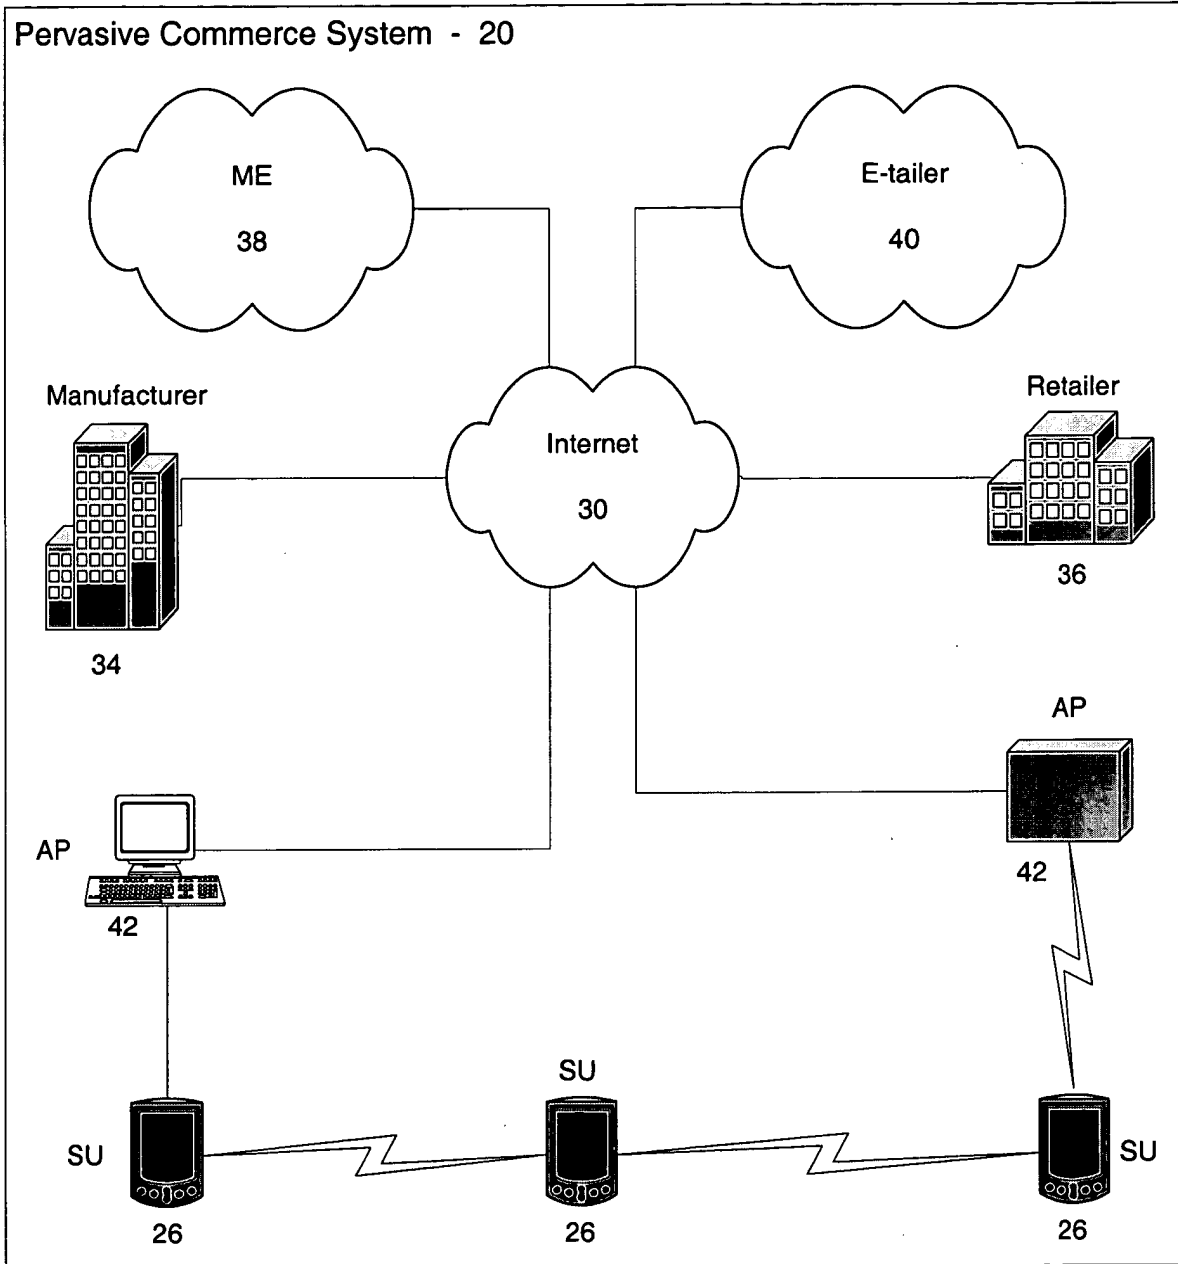 Pervasive Commerce System - 20
ME
38
E-tailer
40
Manufacturer
34
Internet
30
Retailer
36
AP
42
AP
42
SU
26
SU
26
SU
26